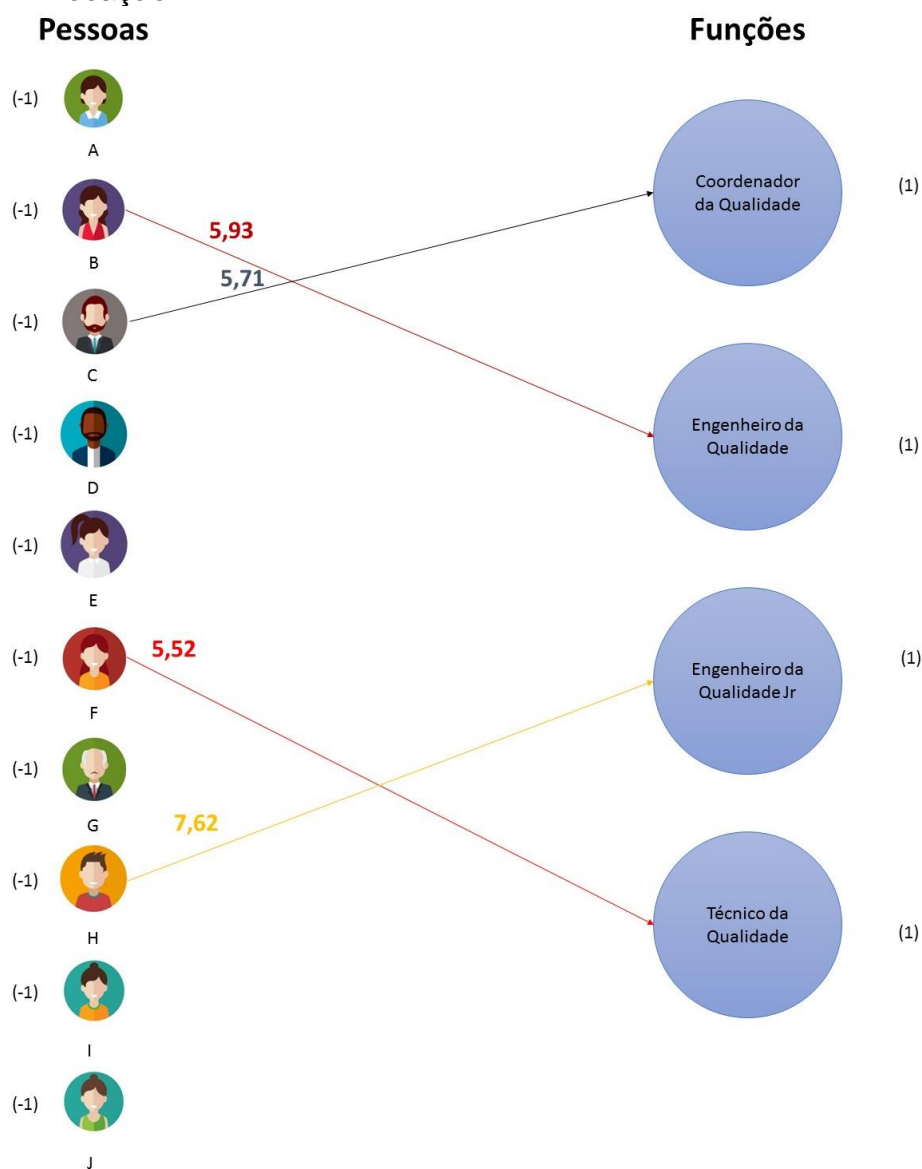 Pessoas
Funções
(-1)
A
(-1)
B
(-1)
C
(-1)
D
(-1)
E
(-1)
F
(-1)
G
(-1)
H
(-1)
I
(-1)
J
5,93
5,71
5,52
7,62
Coordenador
da Qualidade
(1)
Engenheiro da
Qualidade
(1)
Engenheiro da
Qualidade Jr
(1)
Técnico da
Qualidade
(1)